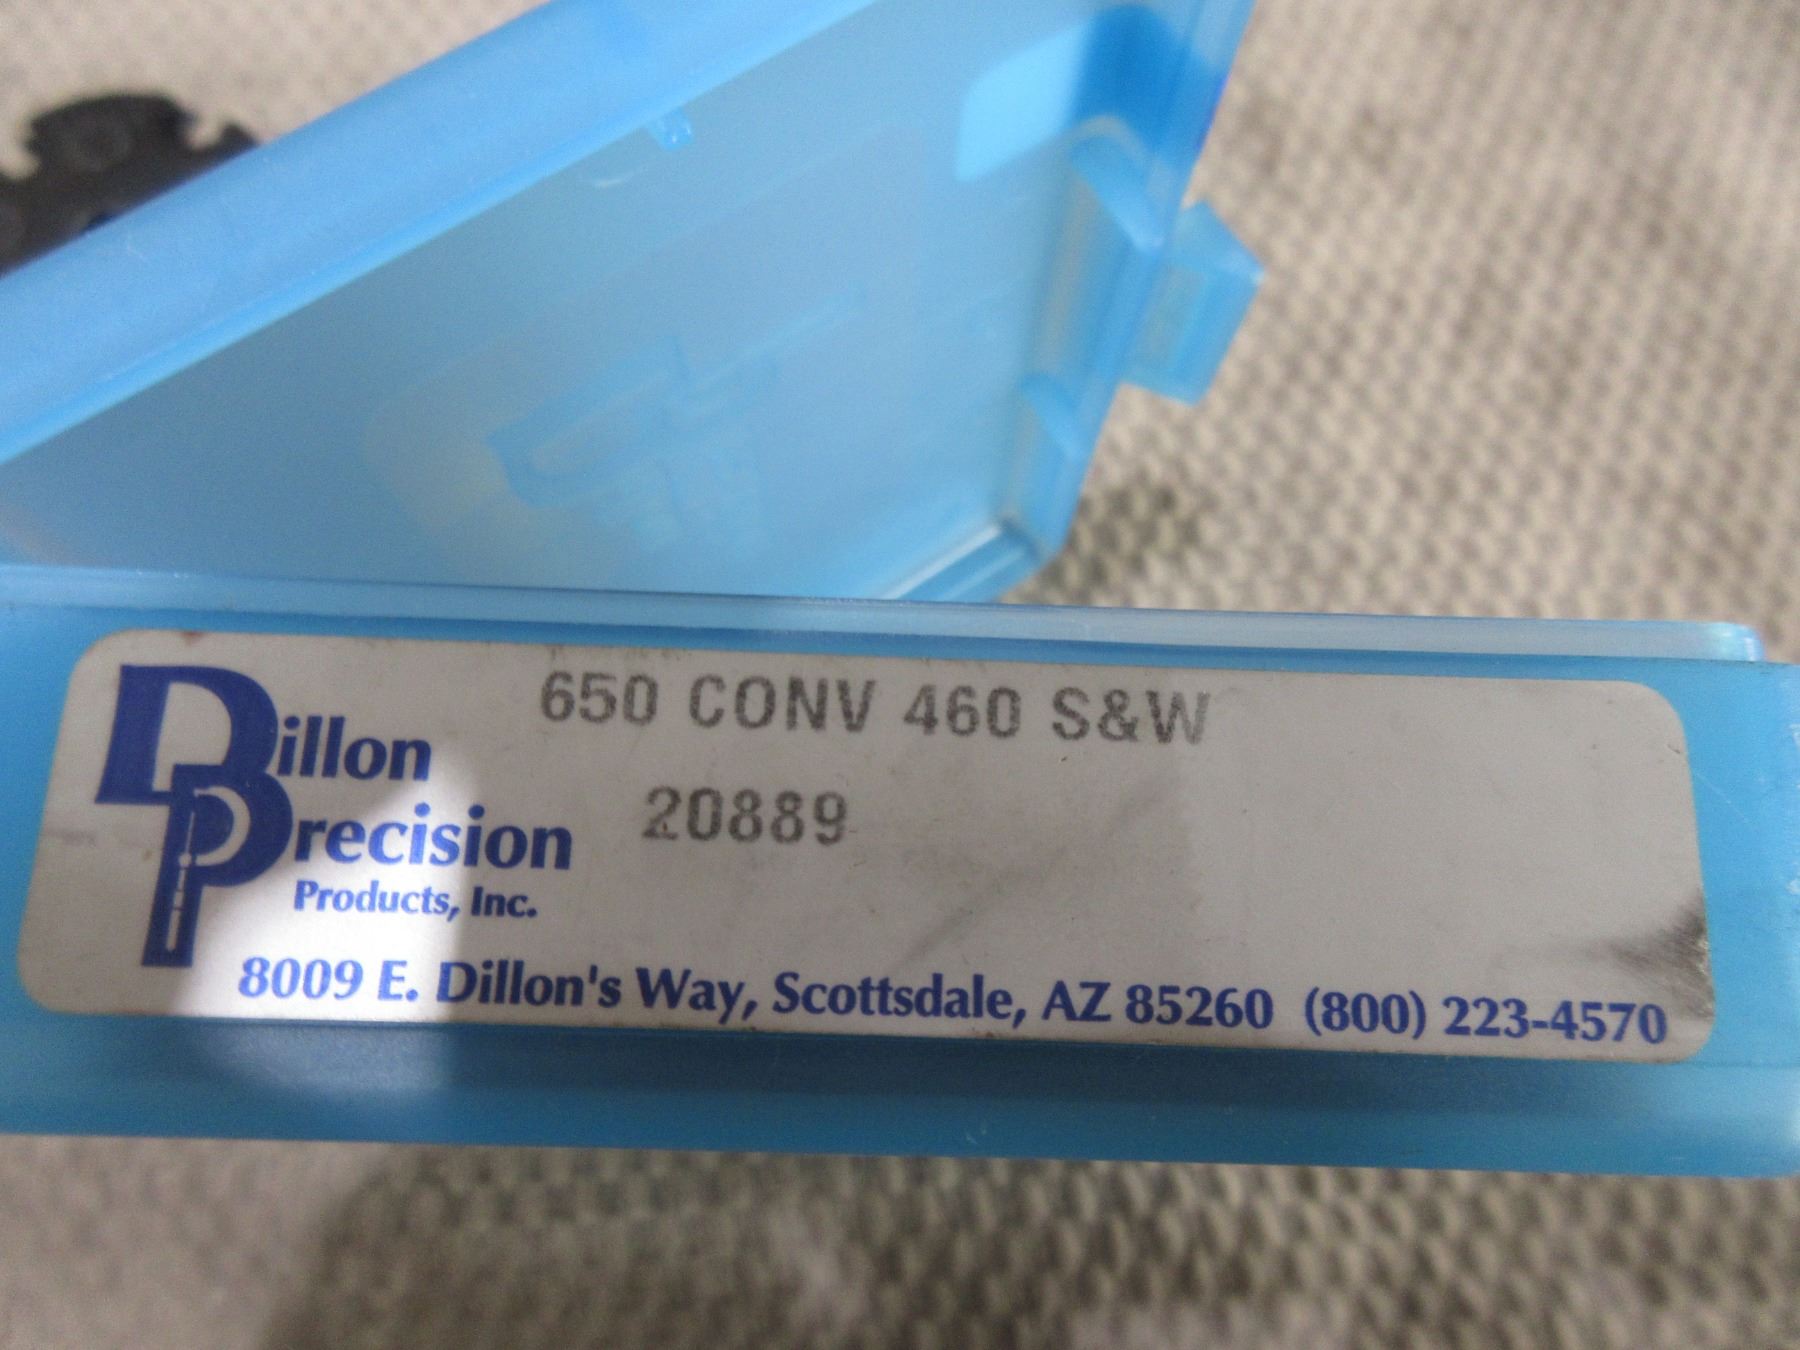 650 CONV 460 S&W
Dillon
20889
Precision
Products, Inc.
8009 E. Dillon's Way, Scottsdale, AZ 85260 (800) 223-4570